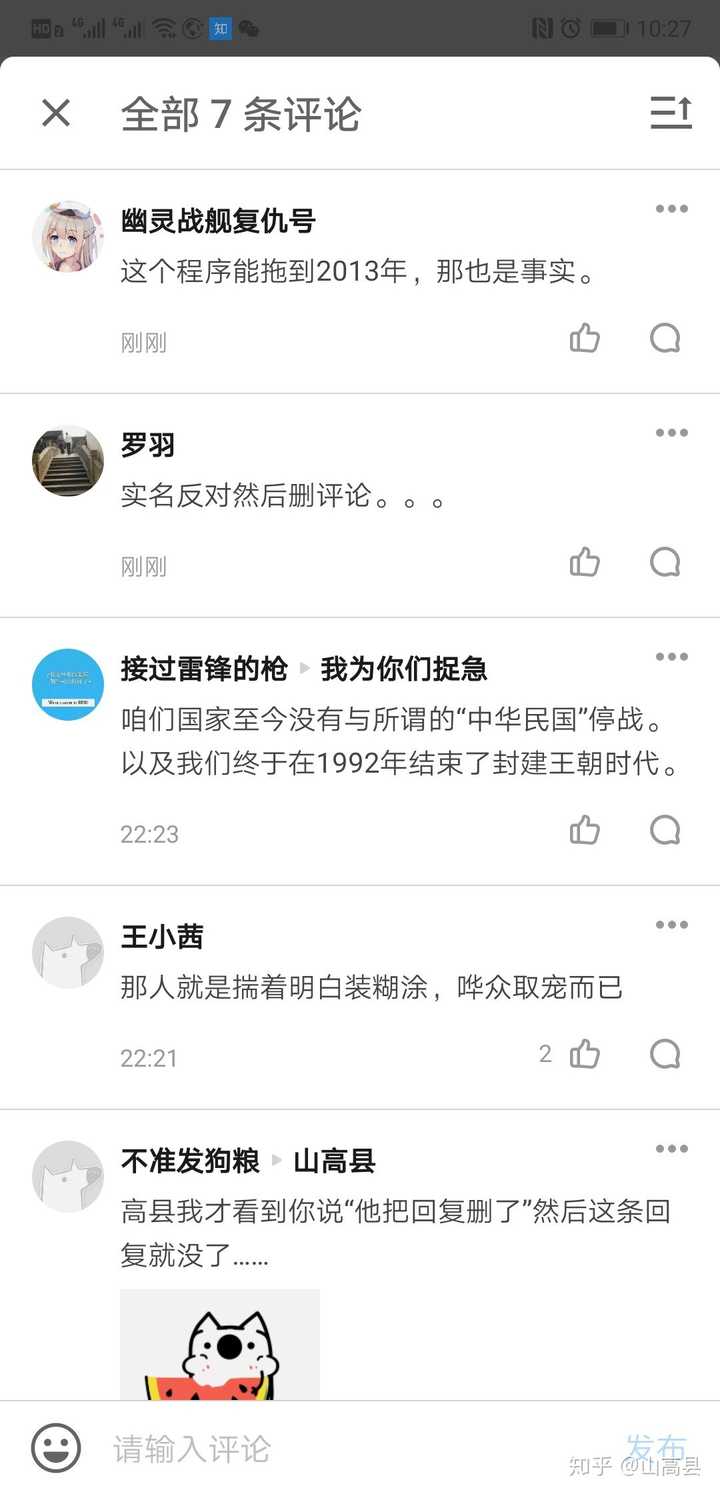 HD 2 4G 4G 知 10:27
全部 7 条评论
幽灵战舰复仇号
这个程序能拖到2013年，那也是事实。
刚刚
罗羽
实名反对然后删评论。。。
刚刚
接过雷锋的枪 ▸ 我为你们捉急
咱们国家至今没有与所谓的“中华民国”停战。
以及我们终于在1992年结束了封建王朝时代。
22:23
王小茜
那人就是揣着明白装糊涂，哗众取宠而已
22:21
2
不准发狗粮 ▸ 山高县
高县我才看到你说“他把回复删了”然后这条回
复就没了……
请输入评论
发布
知乎 @山高县